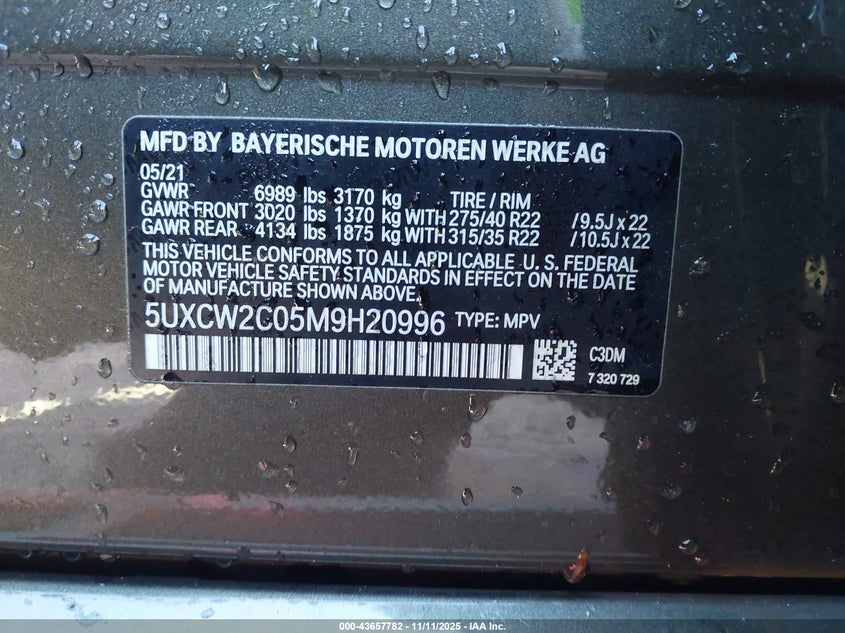 MFD BY BAYERISCHE MOTOREN WERKE AG
05/21
GVWR 6989 lbs 3170 kg TIRE / RIM
GAWR FRONT 3020 lbs 1370 kg WITH 275/40 R22 /9.5J x 22
GAWR REAR 4134 lbs 1875 kg WITH 315/35 R22 /10.5J x 22
THIS VEHICLE CONFORMS TO ALL APPLICABLE U. S. FEDERAL
MOTOR VEHICLE SAFETY STANDARDS IN EFFECT ON THE DATE
OF MANUFACTURE SHOWN ABOVE.
5UXCW2C05M9H20996 TYPE: MPV
C3DM
7 320 729
000-43657782 - 11/11/2025 - IAA Inc.